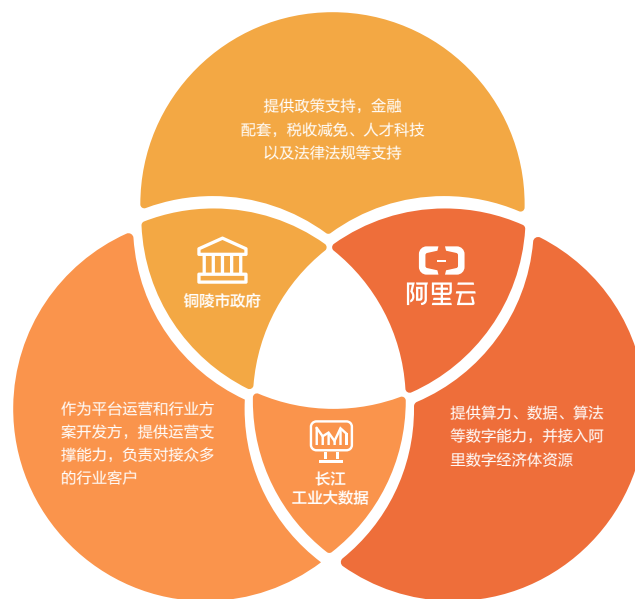 提供政策支持，金融
配套，税收减免、人才科技
以及法律法规等支持
铜陵市政府
阿里云
作为平台运营和行业方
案开发方，提供运营支
撑能力，负责对接众多
的行业客户
长江
工业大数据
提供算力、数据、算法
等数字能力，并接入阿
里数字经济体资源